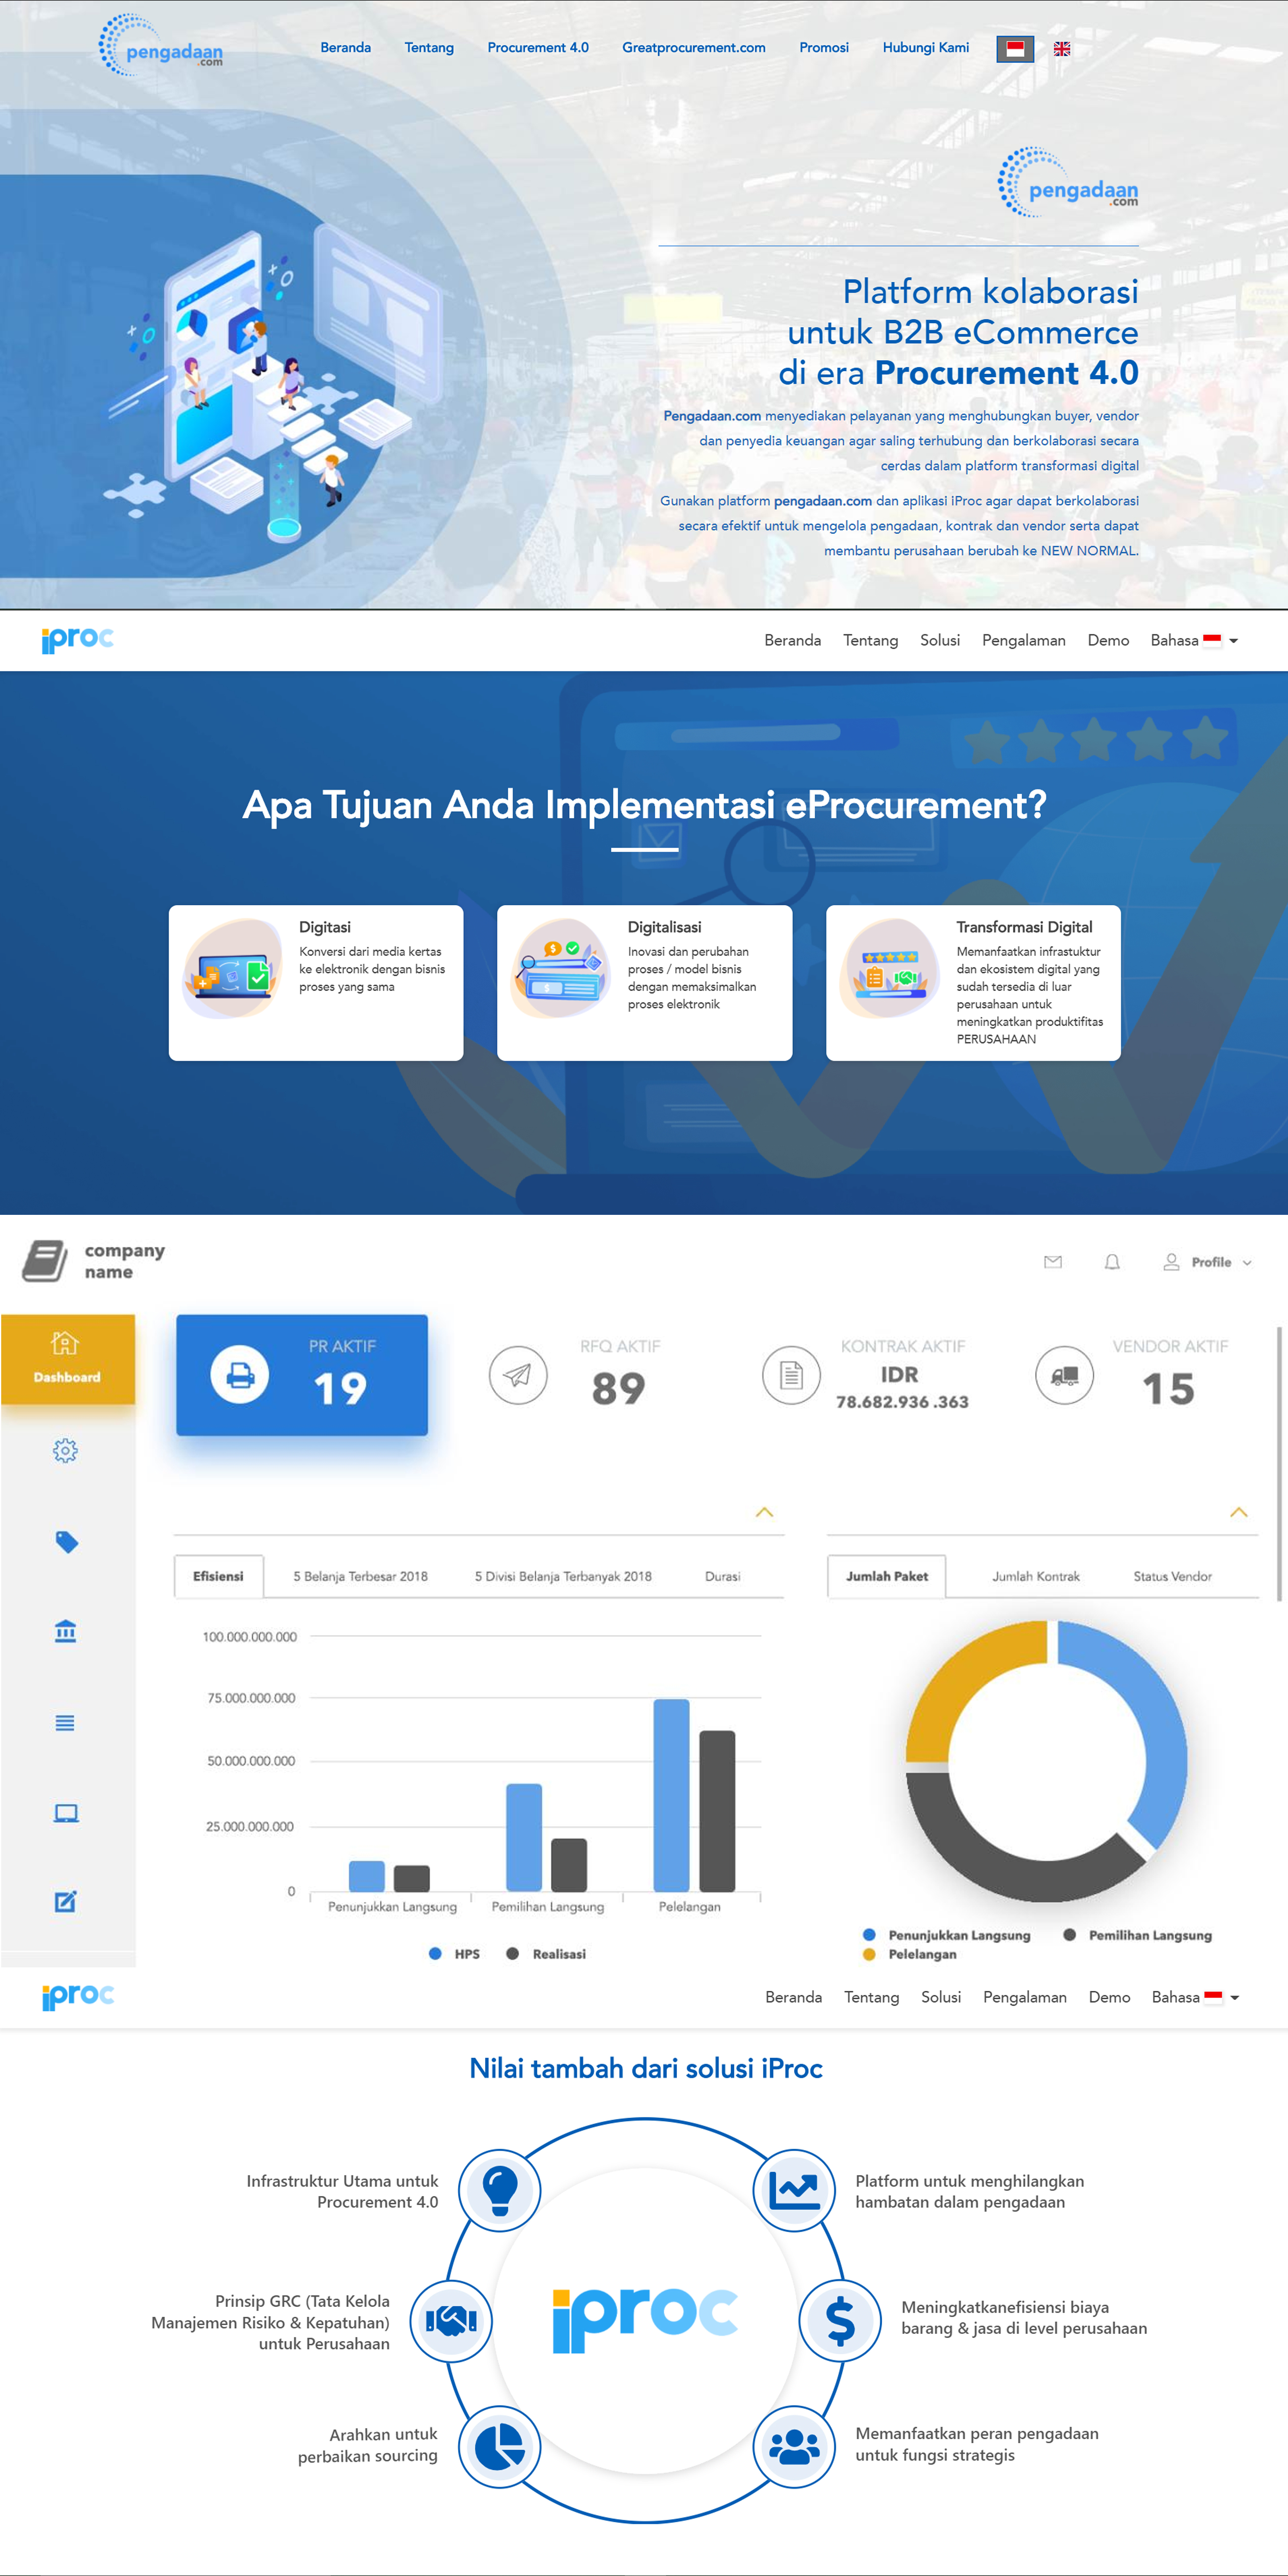 pengadaan
.com
Beranda Tentang Procurement 4.0 Greatprocurement.com Promosi Hubungi Kami
pengadaan
.com
Platform kolaborasi
untuk B2B eCommerce
di era Procurement 4.0
Pengadaan.com menyediakan pelayanan yang menghubungkan buyer, vendor
dan penyedia keuangan agar saling terhubung dan berkolaborasi secara
cerdas dalam platform transformasi digital
Gunakan platform pengadaan.com dan aplikasi iProc agar dapat berkolaborasi
secara efektif untuk mengelola pengadaan, kontrak dan vendor serta dapat
membantu perusahaan berubah ke NEW NORMAL.
iproc
Beranda Tentang Solusi Pengalaman Demo Bahasa
Apa Tujuan Anda Implementasi eProcurement?
Digitasi
Konversi dari media kertas
ke elektronik dengan bisnis
proses yang sama
Digitalisasi
Inovasi dan perubahan
proses / model bisnis
dengan memaksimalkan
proses elektronik
Transformasi Digital
Memanfaatkan infrastuktur
dan ekosistem digital yang
sudah tersedia di luar
perusahaan untuk
meningkatkan produktifitas
PERUSAHAAN
company
name
Profile
Dashboard
PR AKTIF
19
RFQ AKTIF
89
KONTRAK AKTIF
IDR
78.682.936 .363
VENDOR AKTIF
15
Efisiensi 5 Belanja Terbesar 2018 5 Divisi Belanja Terbanyak 2018 Durasi
100.000.000.000
75.000.000.000
50.000.000.000
25.000.000.000
0
Penunjukkan Langsung Pemilihan Langsung Pelelangan
HPS Realisasi
Jumlah Paket Jumlah Kontrak Status Vendor
Penunjukkan Langsung Pemilihan Langsung
Pelelangan
iproc
Beranda Tentang Solusi Pengalaman Demo Bahasa
Nilai tambah dari solusi iProc
Infrastruktur Utama untuk
Procurement 4.0
Platform untuk menghilangkan
hambatan dalam pengadaan
Prinsip GRC (Tata Kelola
Manajemen Risiko & Kepatuhan)
untuk Perusahaan
iproc
Meningkatkanefisiensi biaya
barang & jasa di level perusahaan
Arahkan untuk
perbaikan sourcing
Memanfaatkan peran pengadaan
untuk fungsi strategis